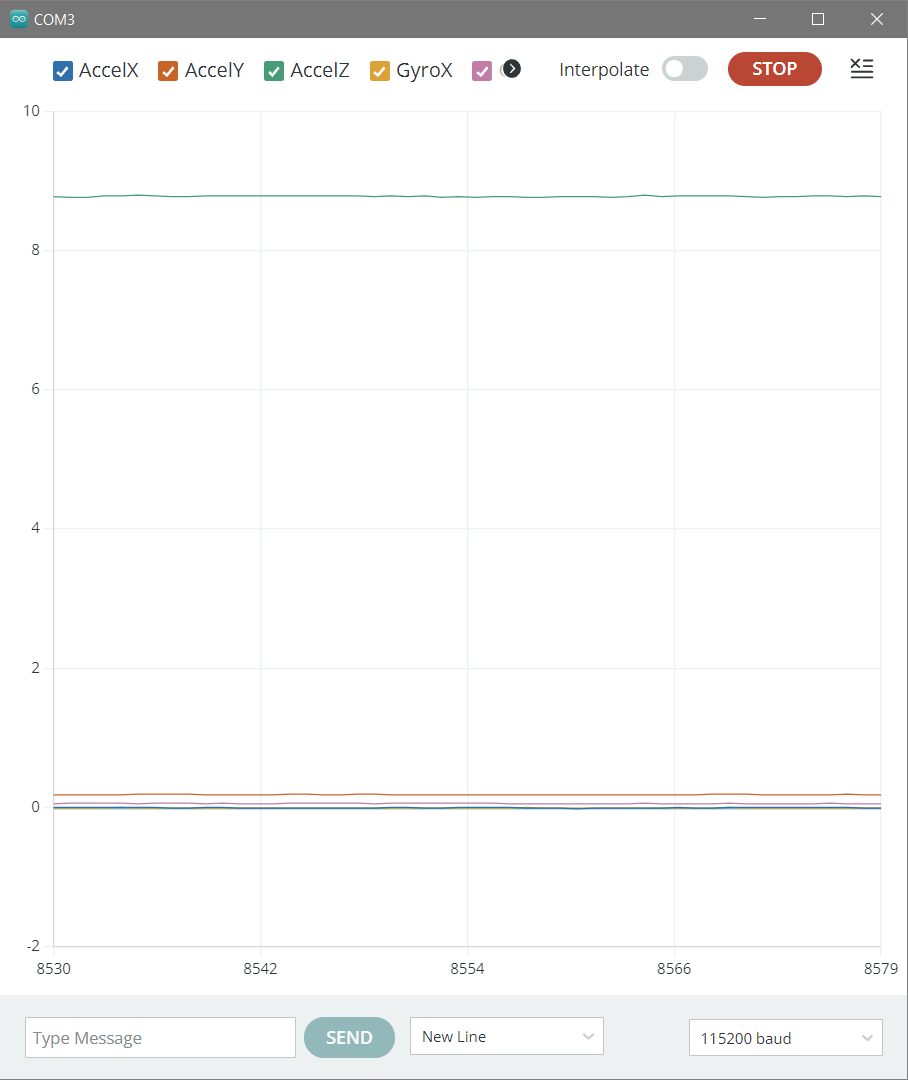 COM3
AccelX AccelY AccelZ GyroX Interpolate STOP
10
8
6
4
2
0
-2
8530 8542 8554 8566 8579
Type Message SEND New Line 115200 baud